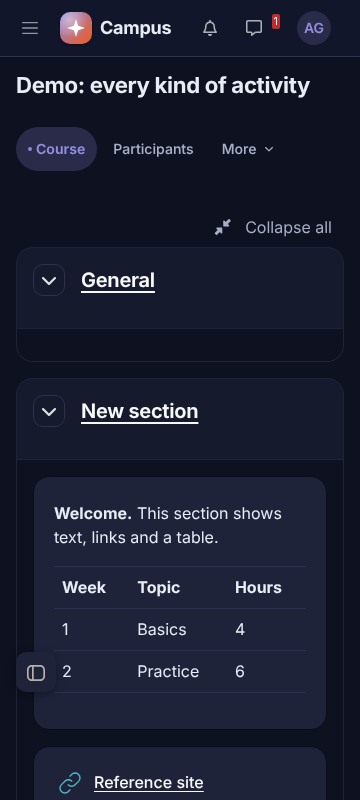 Campus
1
AG
Demo: every kind of activity
• Course
Participants
More
Collapse all
General
New section
Welcome. This section shows
text, links and a table.
Week Topic Hours
1 Basics 4
2 Practice 6
Reference site